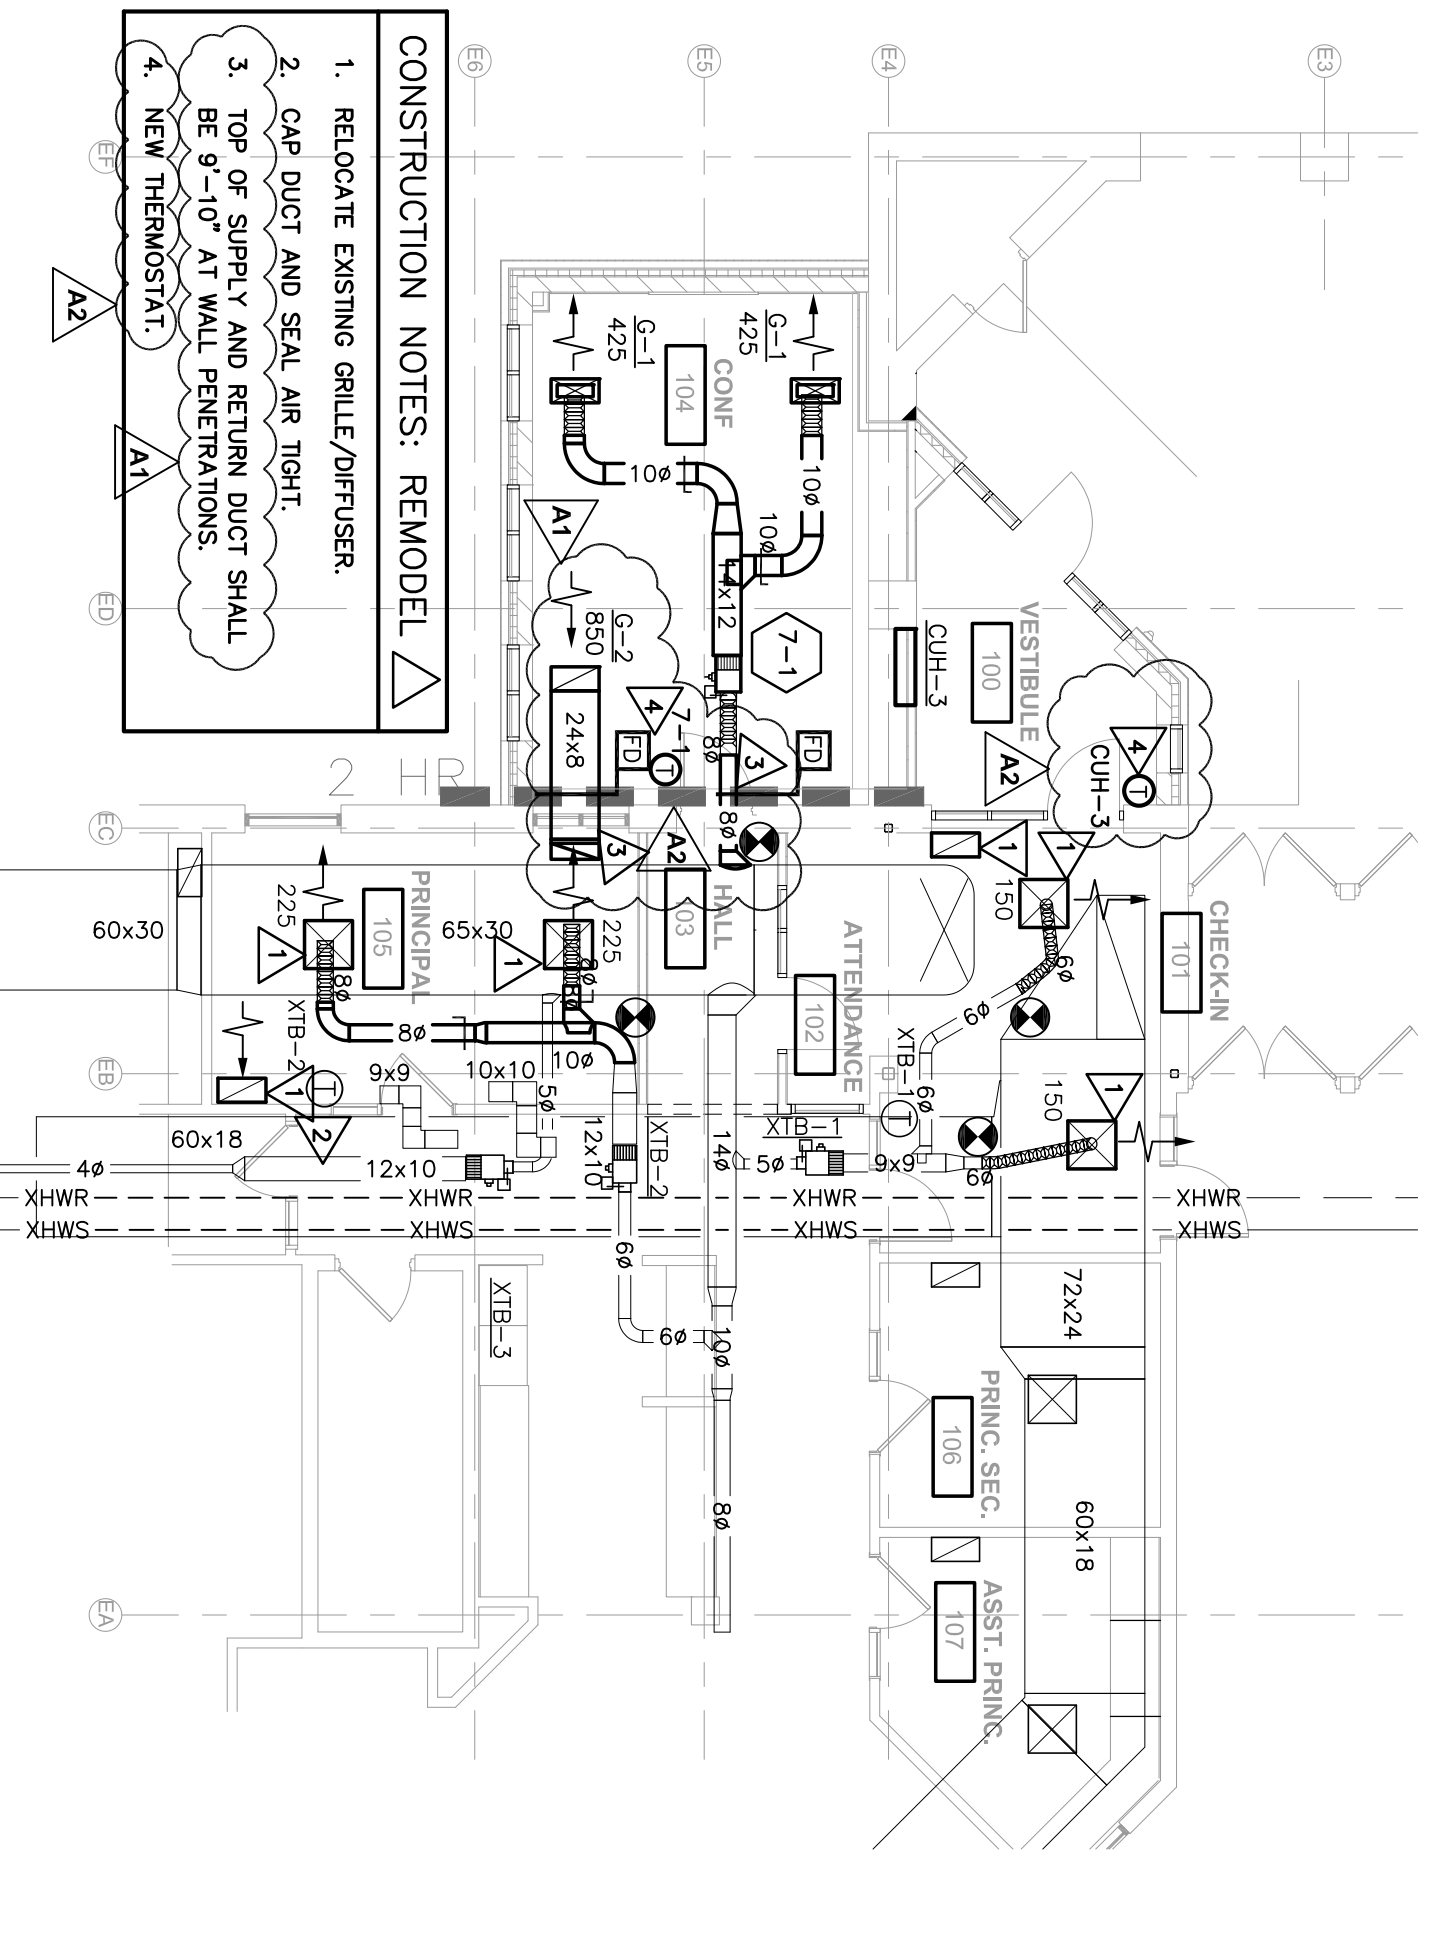 CONSTRUCTION NOTES: REMODEL
1. RELOCATE EXISTING GRILLE/DIFFUSER.
2. CAP DUCT AND SEAL AIR TIGHT.
3. TOP OF SUPPLY AND RETURN DUCT SHALL
BE 9'-10" AT WALL PENETRATIONS.
4. NEW THERMOSTAT.
A1
A2
E6
E5
E4
E3
EF
ED
EC
EB
EA
G-1
425
G-1
425
CONF
104
10ø
10ø
10ø
14x12
7-1
A1
G-2
850
24x8
4
7-1
T
FD
FD
8ø
3
8ø
3
A2
2 HR
VESTIBULE
100
CUH-3
A2
4
T
CUH-3
CHECK-IN
101
1
1
150
6ø
6ø
XTB-1
T
6ø
150
1
6ø
ATTENDANCE
102
HALL
103
PRINCIPAL
105
60x30
65x30
225
1
8ø
225
1
8ø
8ø
8ø
10ø
XTB-2
T
1
2
9x9
10x10
5ø
60x18
12x10
4ø
12x10
XTB-2
14ø
XTB-1
5ø
9x9
XHWR
XHWR
XHWR
XHWR
XHWS
XHWS
XHWS
XHWS
6ø
6ø
10ø
8ø
XTB-3
72x24
60x18
PRINC. SEC.
106
ASST. PRINC.
107